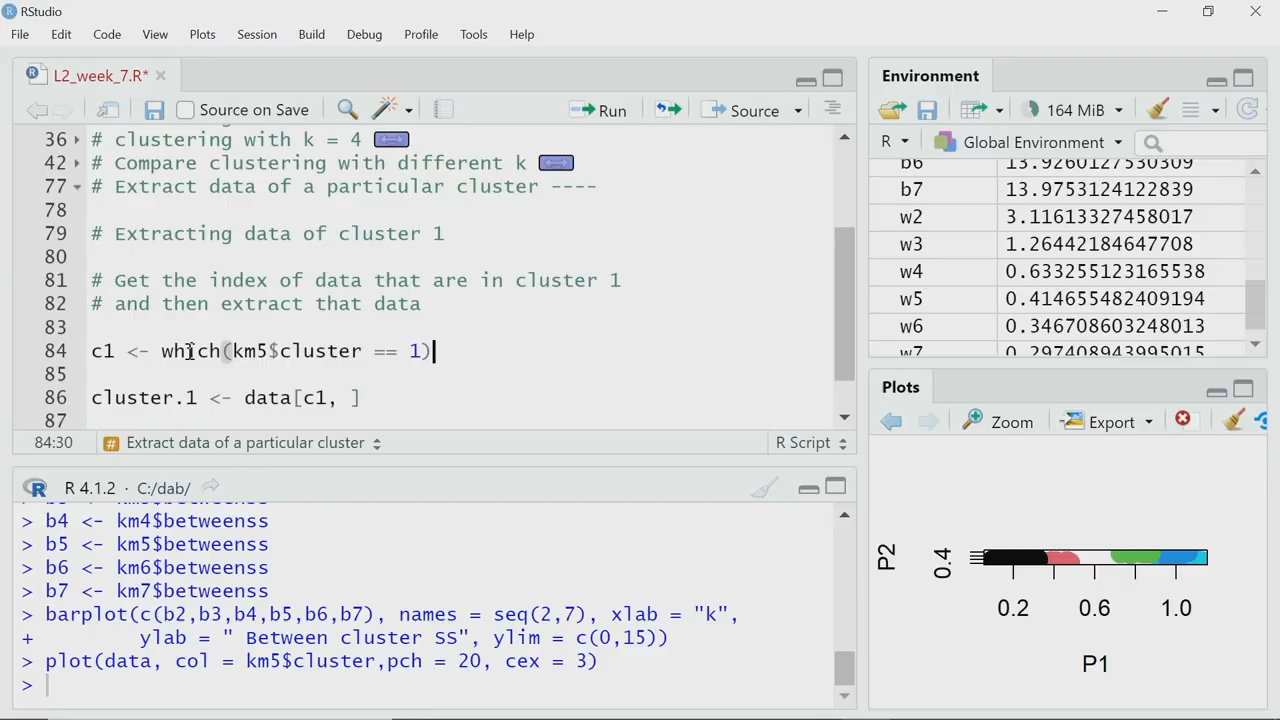 RStudio
File Edit Code View Plots Session Build Debug Profile Tools Help
L2_week_7.R*
Source on Save Run Source
36 # clustering with k = 4
42 # Compare clustering with different k
77 # Extract data of a particular cluster ----
78
79 # Extracting data of cluster 1
80
81 # Get the index of data that are in cluster 1
82 # and then extract that data
83
84 c1 <- which(km5$cluster == 1)
85
86 cluster.1 <- data[c1, ]
87
84:30 # Extract data of a particular cluster R Script
R 4.1.2 · C:/dab/
> b4 <- km4$betweenss
> b5 <- km5$betweenss
> b6 <- km6$betweenss
> b7 <- km7$betweenss
> barplot(c(b2,b3,b4,b5,b6,b7), names = seq(2,7), xlab = "k",
+ ylab = " Between cluster SS", ylim = c(0,15))
> plot(data, col = km5$cluster,pch = 20, cex = 3)
>
Environment
164 MiB
R Global Environment
b6 13.9260127530309
b7 13.9753124122839
w2 3.11613327458017
w3 1.26442184647708
w4 0.633255123165538
w5 0.414655482409194
w6 0.346708603248013
w7 0.297408943995015
Plots
Zoom Export
P2
0.4
0.2 0.6 1.0
P1